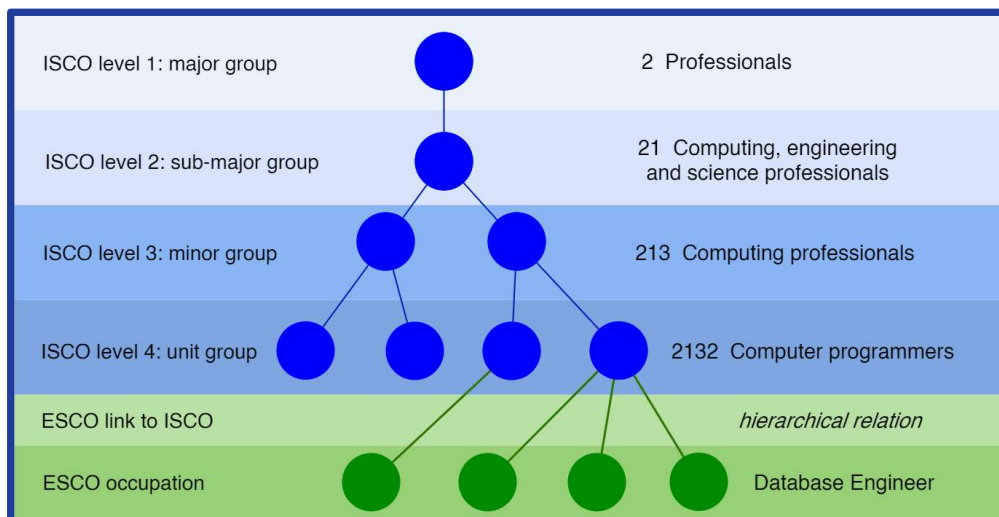 ISCO level 1: major group
2 Professionals
ISCO level 2: sub-major group
21 Computing, engineering
and science professionals
ISCO level 3: minor group
213 Computing professionals
ISCO level 4: unit group
2132 Computer programmers
ESCO link to ISCO
hierarchical relation
ESCO occupation
Database Engineer